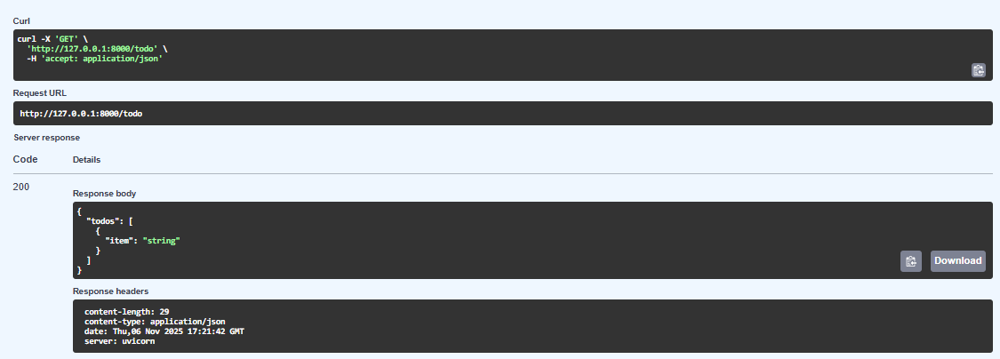 Curl
curl -X 'GET' \
  'http://127.0.0.1:8000/todo' \
  -H 'accept: application/json'
Request URL
http://127.0.0.1:8000/todo
Server response
Code Details
200
Response body
{
  "todos": [
    {
      "item": "string"
    }
  ]
}
Download
Response headers
content-length: 29
content-type: application/json
date: Thu,06 Nov 2025 17:21:42 GMT
server: uvicorn